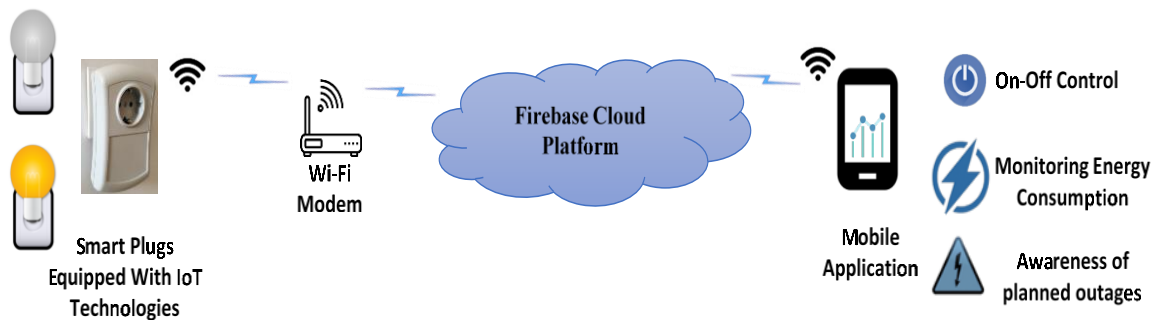 Smart Plugs
Equipped With IoT
Technologies
Wi-Fi
Modem
Firebase Cloud
Platform
Mobile
Application
On-Off Control
Monitoring Energy
Consumption
Awareness of
planned outages